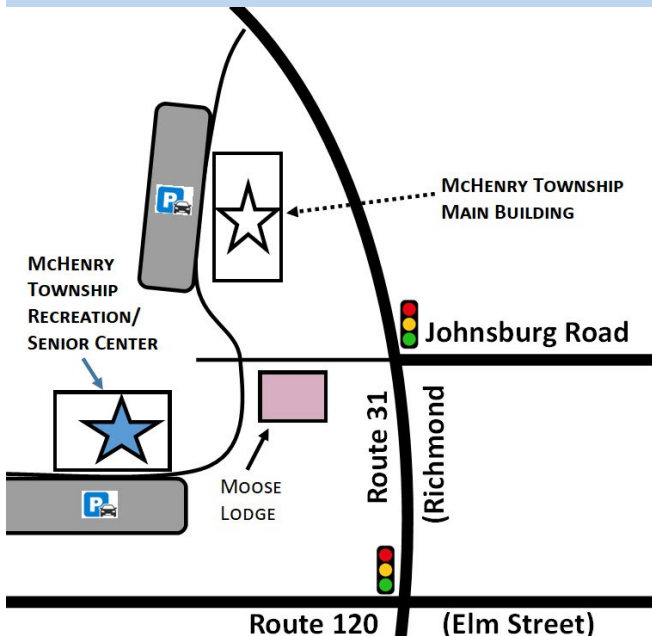 P
McHenry Township
Main Building
McHenry
Township
Recreation/
Senior Center
Johnsburg Road
Route 31
(Richmond
Moose
Lodge
P
Route 120 (Elm Street)